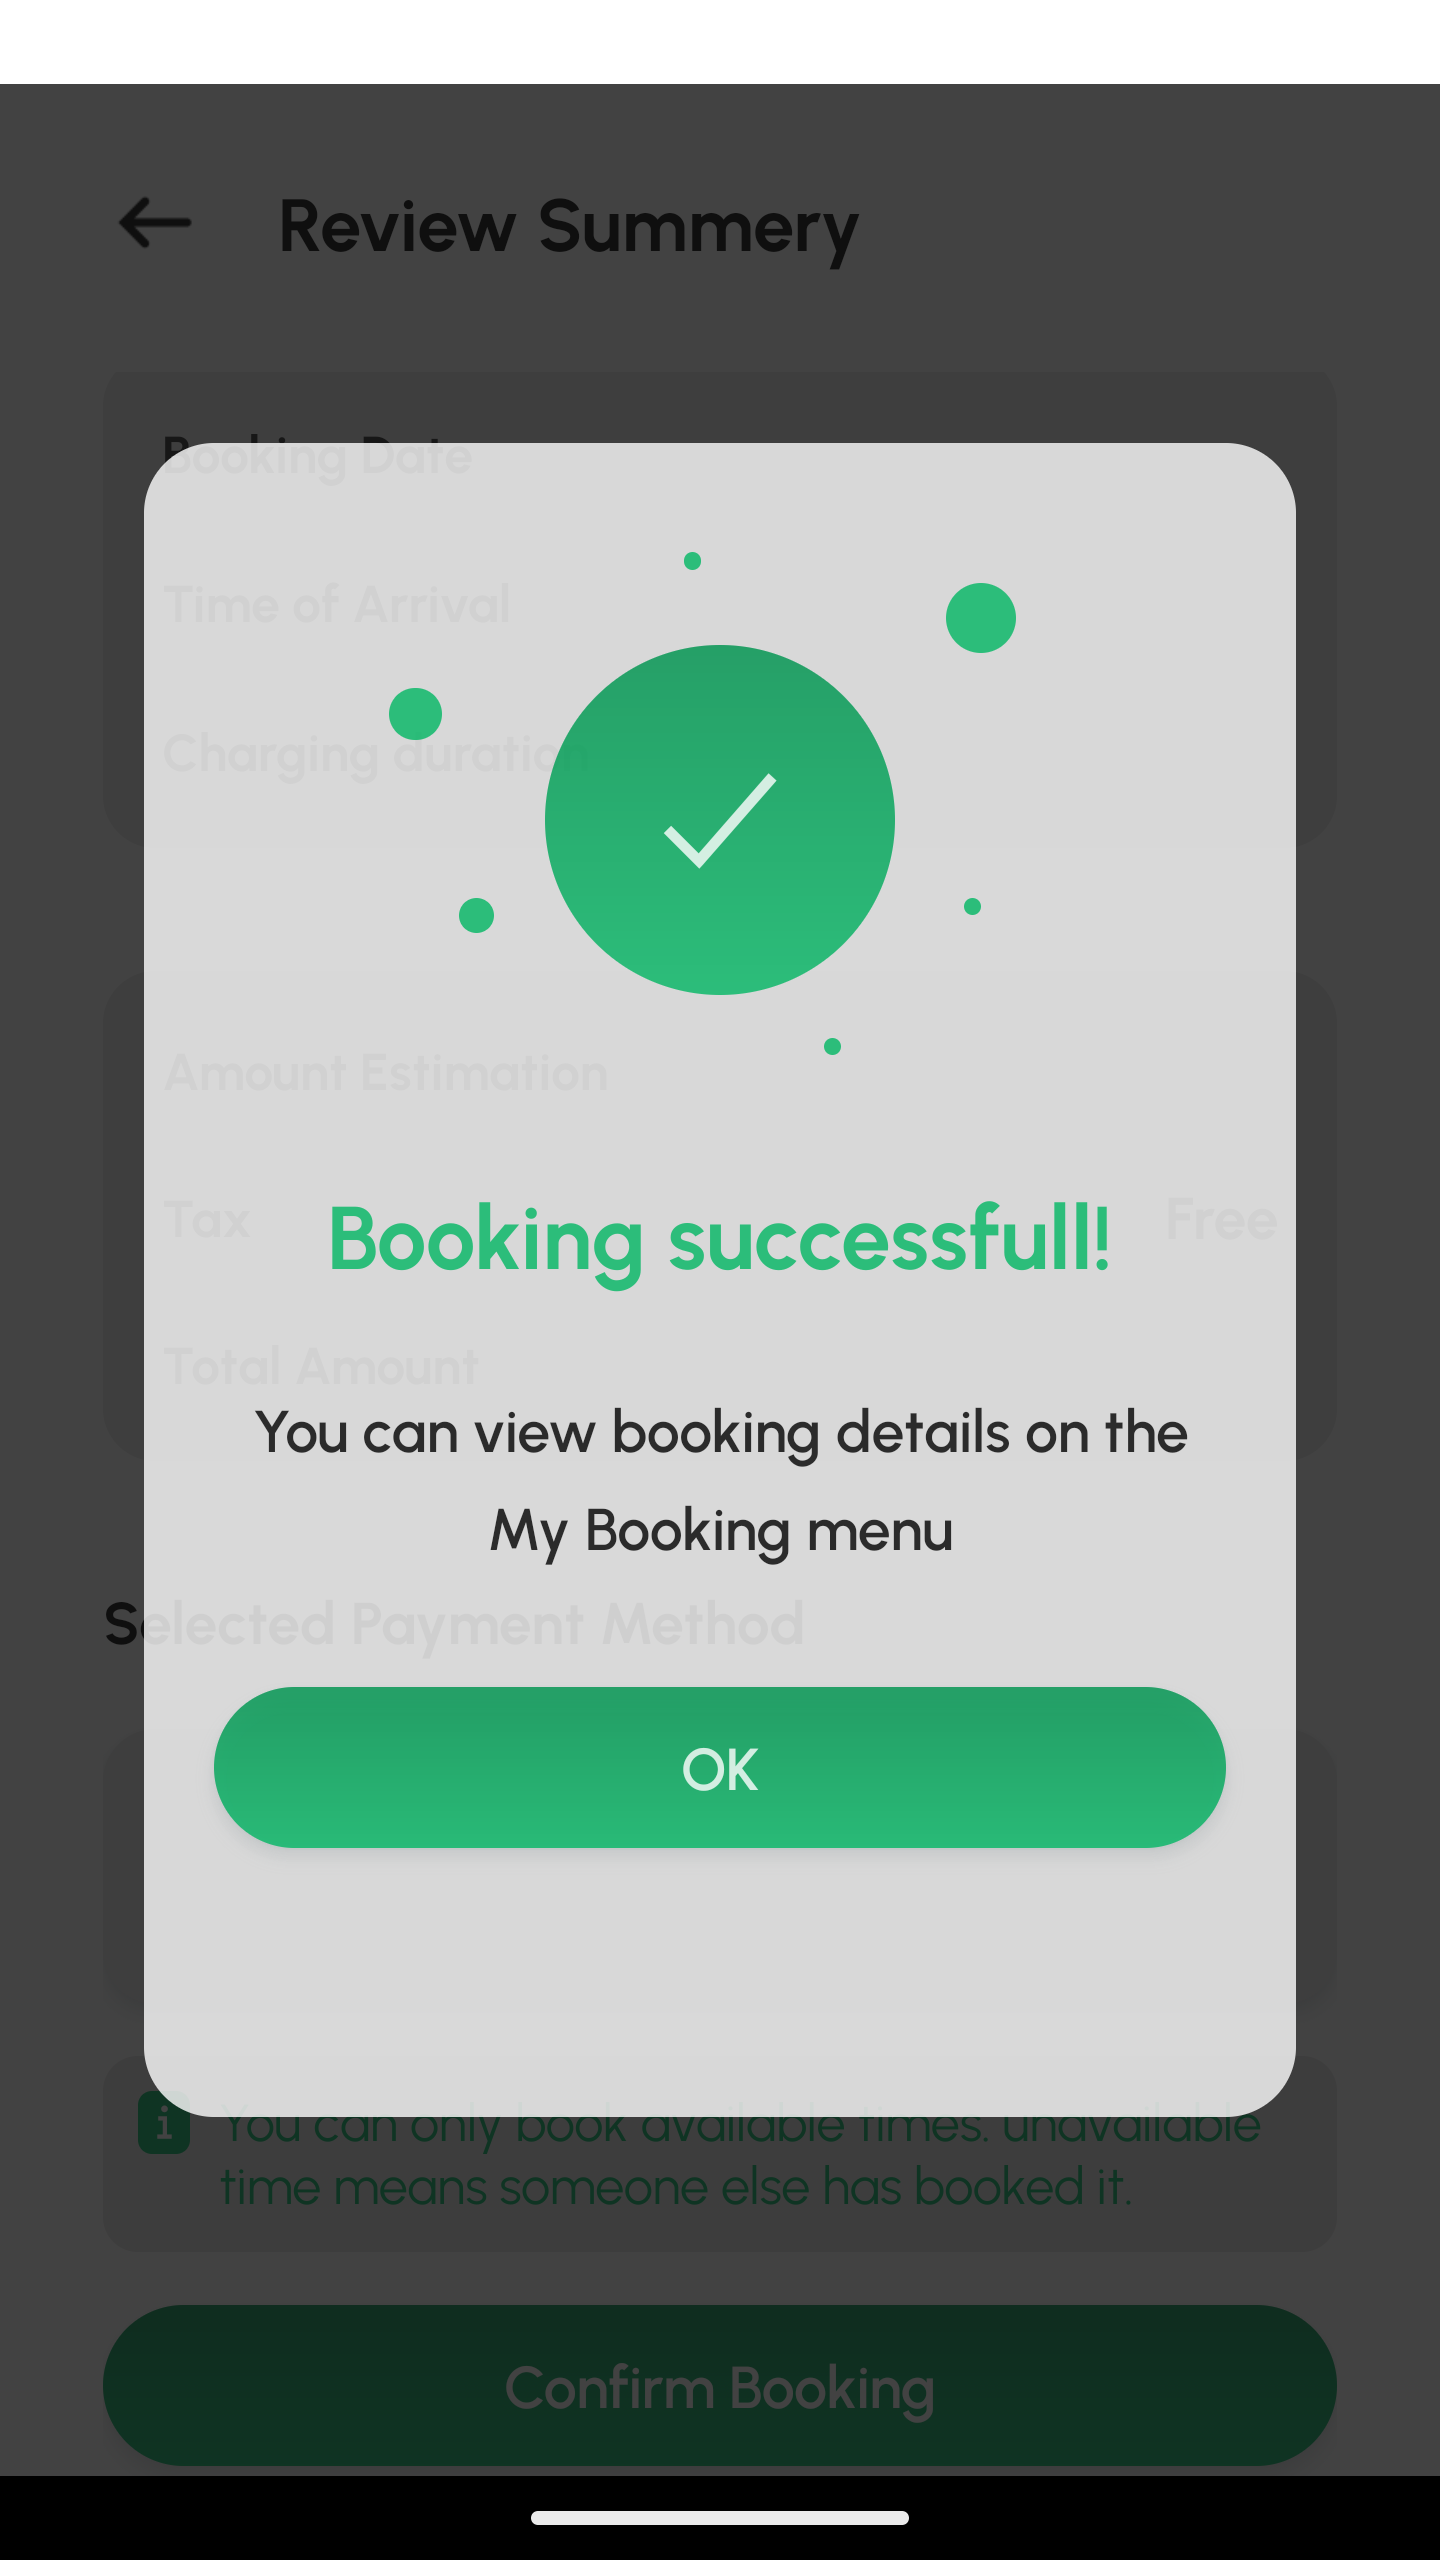 Review Summery
Booking Date
Time of Arrival
Charging duration
Amount Estimation
Tax
Free
Booking successfull!
Total Amount
You can view booking details on the
My Booking menu
Selected Payment Method
OK
i
You can only book available times. unavailable
time means someone else has booked it.
Confirm Booking